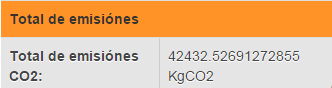 Total de emisiónes
Total de emisiónes 42432.52691272855
CO2: KgCO2